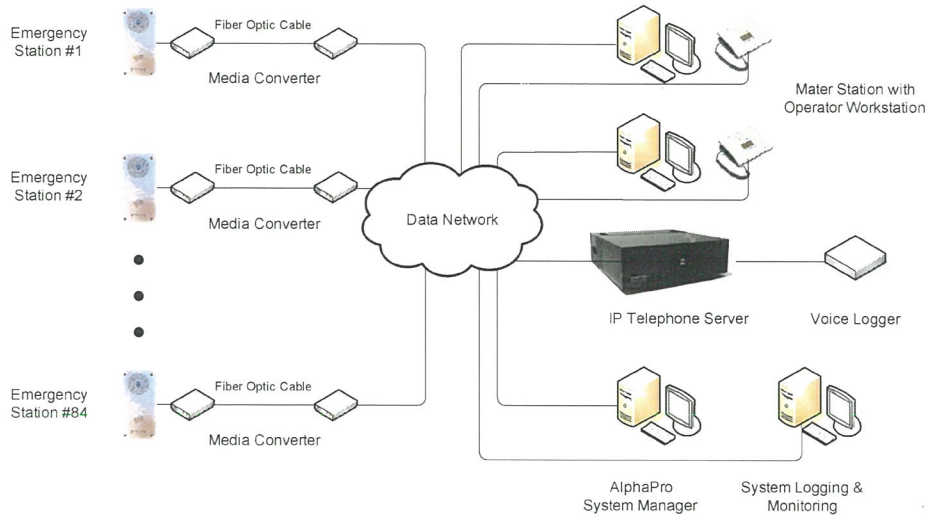 Emergency
Station #1
Fiber Optic Cable
Media Converter
Mater Station with
Operator Workstation
Emergency
Station #2
Fiber Optic Cable
Media Converter
Data Network
IP Telephone Server
Voice Logger
Emergency
Station #84
Fiber Optic Cable
Media Converter
AlphaPro
System Manager
System Logging &
Monitoring